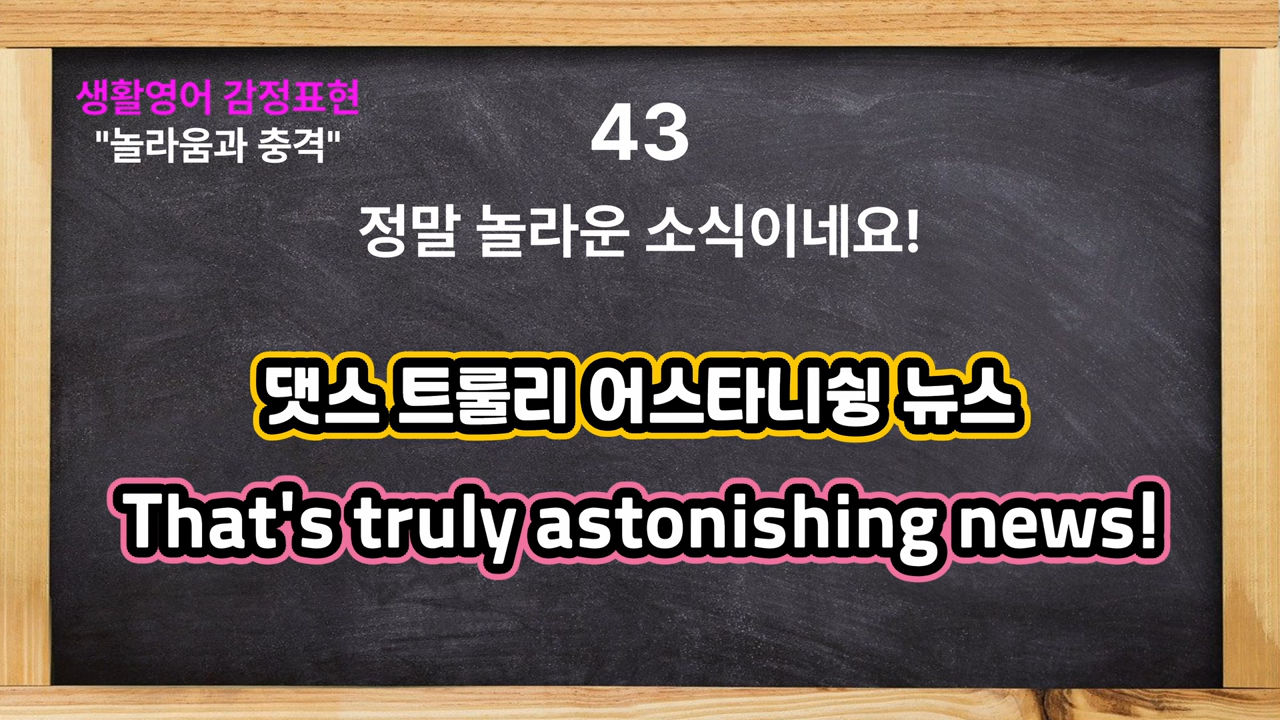 생활영어 감정표현
"놀라움과 충격"
43
정말 놀라운 소식이네요!
댓스 트룰리 어스타니슁 뉴스
That's truly astonishing news!